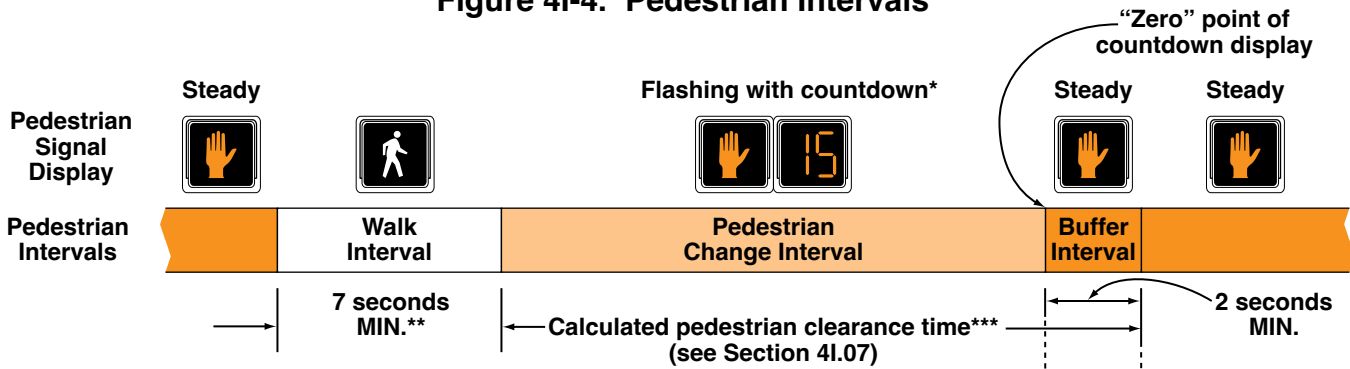 Figure 4I-4. Pedestrian Intervals
“Zero” point of
countdown display
Steady
Flashing with countdown*
Steady
Steady
Pedestrian
Signal
Display
15
Pedestrian
Intervals
Walk
Interval
Pedestrian
Change Interval
Buffer
Interval
7 seconds
MIN.**
Calculated pedestrian clearance time***
(see Section 4I.07)
2 seconds
MIN.